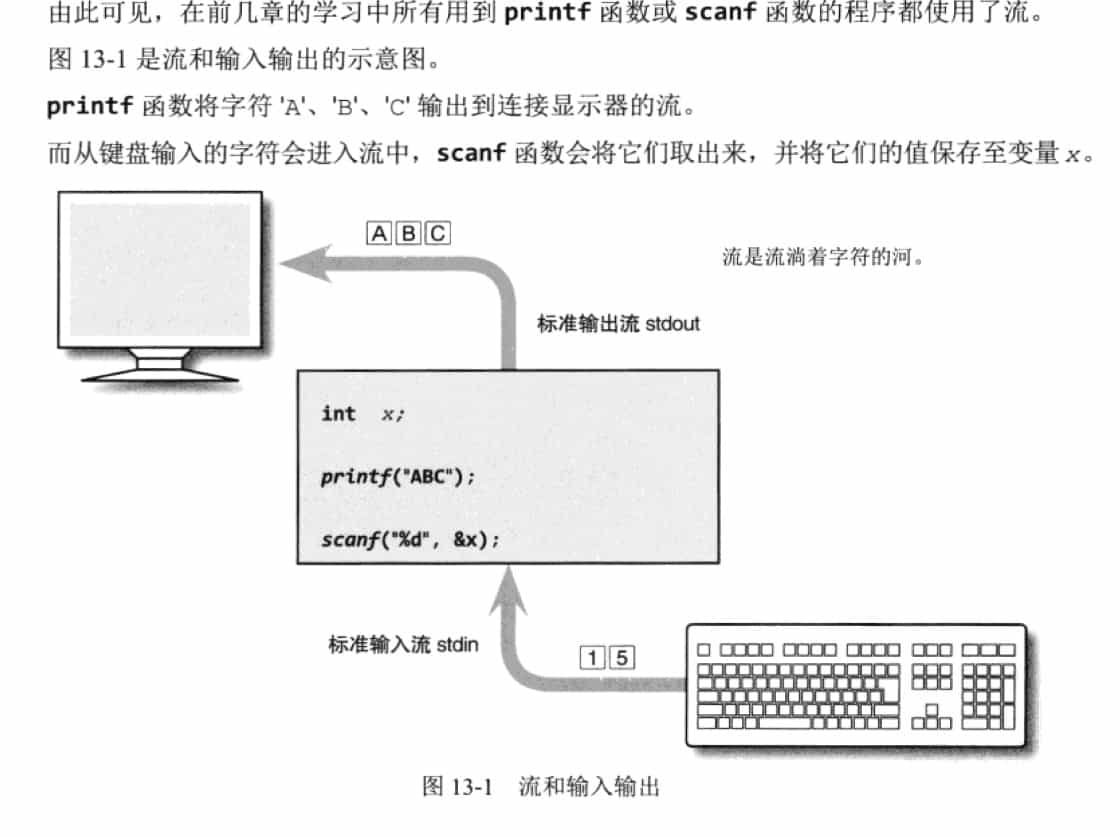 由此可见，在前几章的学习中所有用到 printf 函数或 scanf 函数的程序都使用了流。
图 13-1 是流和输入输出的示意图。
printf 函数将字符 'A'、'B'、'C' 输出到连接显示器的流。
而从键盘输入的字符会进入流中，scanf 函数会将它们取出来，并将它们的值保存至变量 x。
A B C
流是流淌着字符的河。
标准输出流 stdout
int x;
printf("ABC");
scanf("%d", &x);
标准输入流 stdin
1 5
图 13-1 流和输入输出